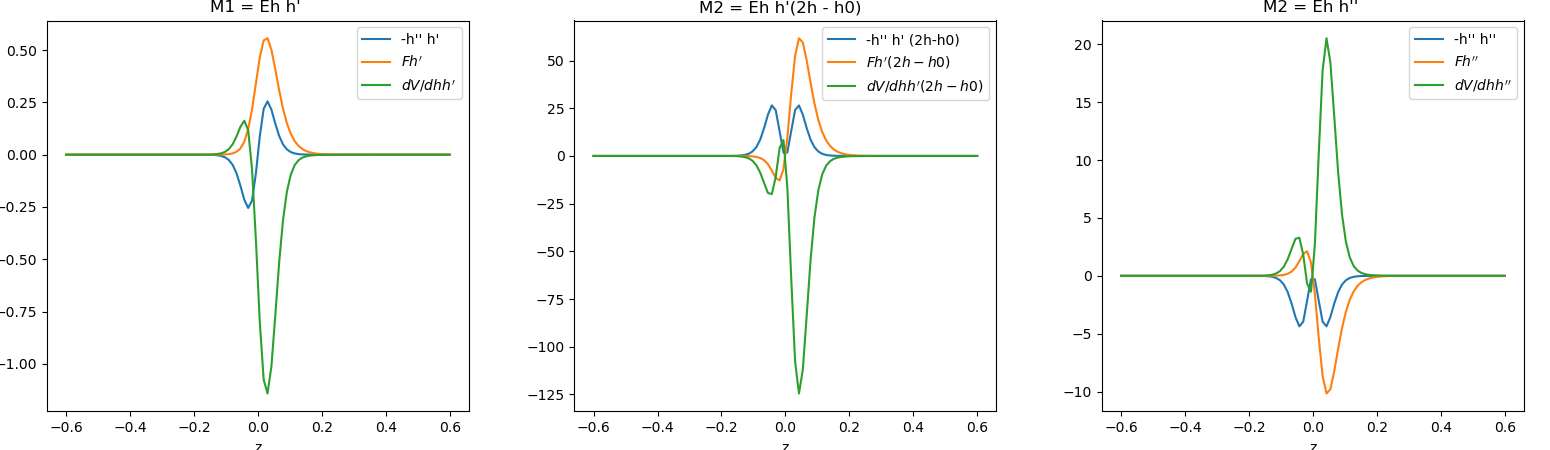 M1 = Eh h'
0.50
0.25
0.00
−0.25
−0.50
−0.75
−1.00
−0.6 −0.4 −0.2 0.0 0.2 0.4 0.6
z
-h'' h'
Fh′
dV/dhh′
M2 = Eh h'(2h - h0)
50
25
0
−25
−50
−75
−100
−125
−0.6 −0.4 −0.2 0.0 0.2 0.4 0.6
z
-h'' h' (2h-h0)
Fh′(2h − h0)
dV/dhh′(2h − h0)
M2 = Eh h''
20
15
10
5
0
−5
−10
−0.6 −0.4 −0.2 0.0 0.2 0.4 0.6
z
-h'' h''
Fh′′
dV/dhh′′